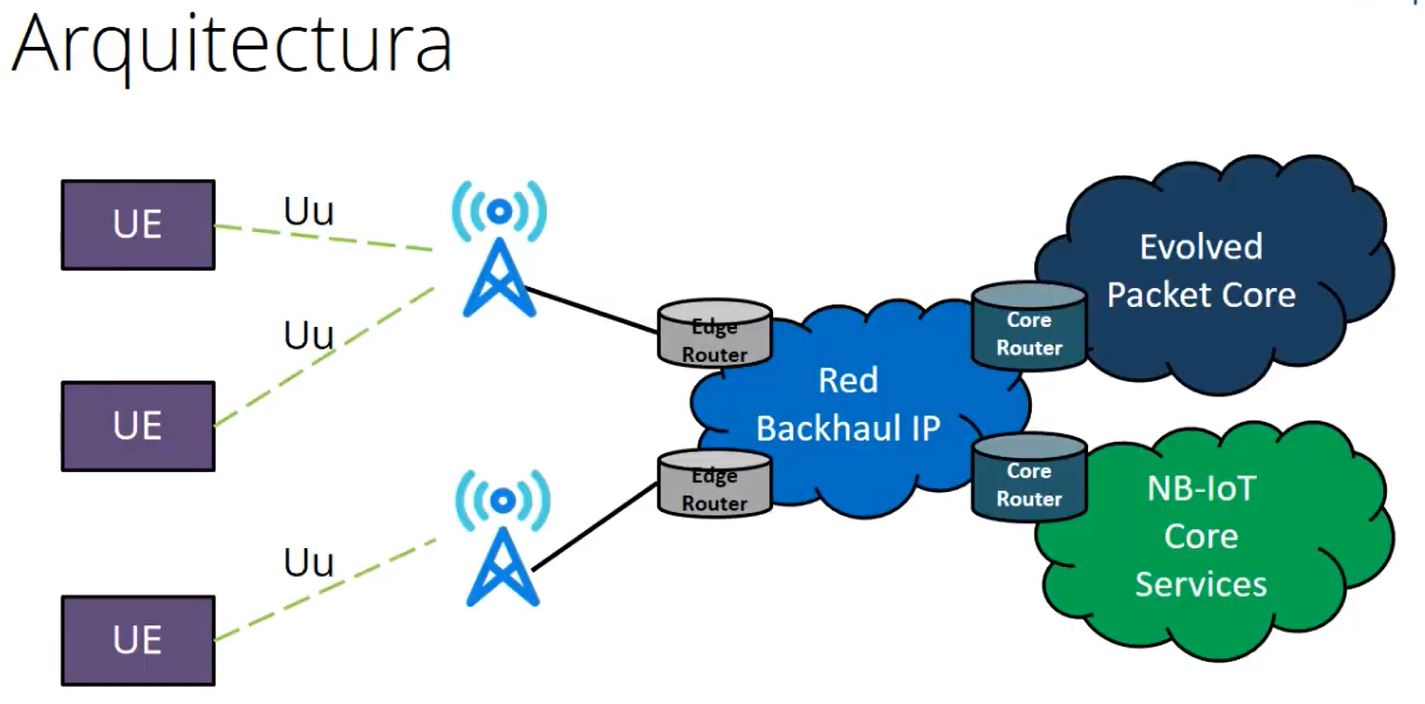 Arquitectura
UE
Uu
Uu
UE
Uu
UE
Edge
Router
Edge
Router
Red
Backhaul IP
Core
Router
Core
Router
Evolved
Packet Core
NB-IoT
Core
Services